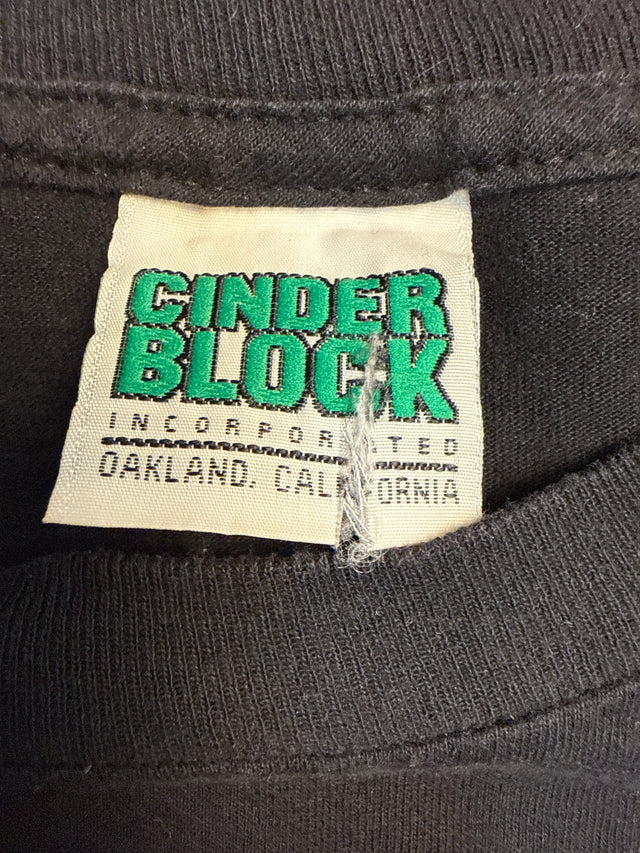 CINDER
BLOCK
INCORPORATED
OAKLAND, CALIFORNIA